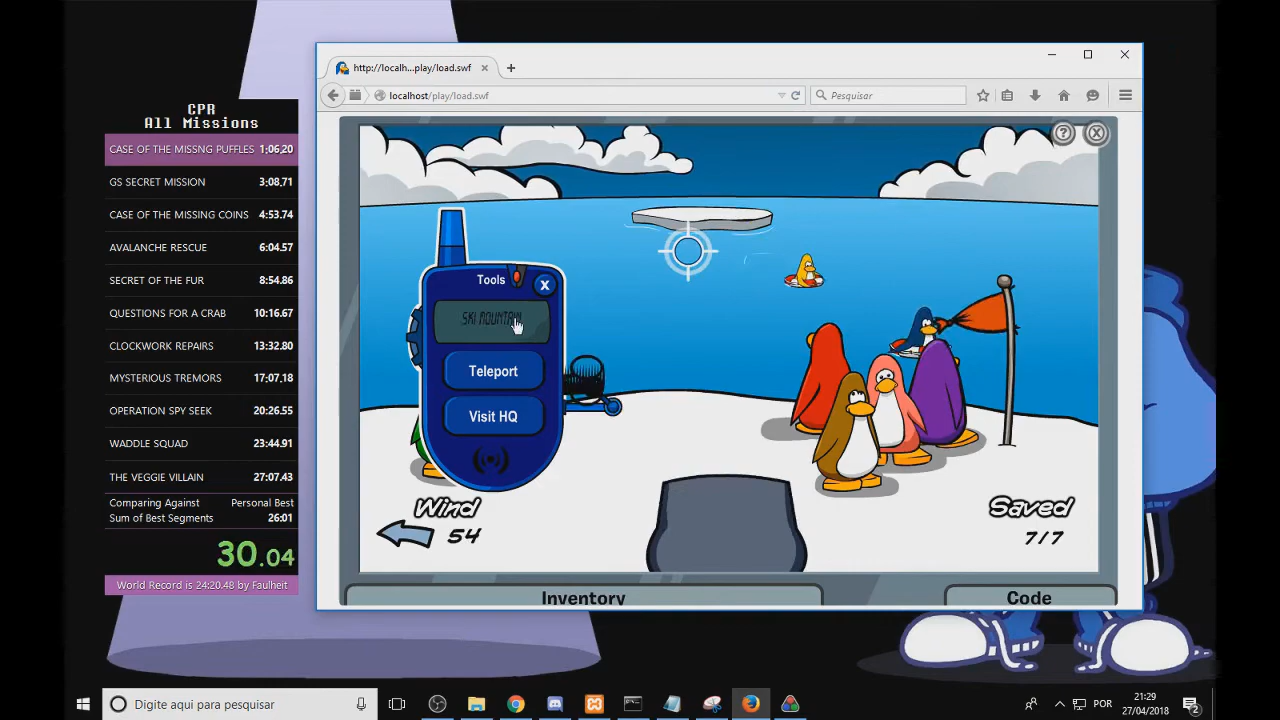 CPR
All Missions
CASE OF THE MISSNG PUFFLES 1:06,20
GS SECRET MISSION 3:08,71
CASE OF THE MISSING COINS 4:53.74
AVALANCHE RESCUE 6:04.57
SECRET OF THE FUR 8:54.86
QUESTIONS FOR A CRAB 10:16.67
CLOCKWORK REPAIRS 13:32.80
MYSTERIOUS TREMORS 17:07,18
OPERATION SPY SEEK 20:26.55
WADDLE SQUAD 23:44.91
THE VEGGIE VILLAIN 27:07.43
Comparing Against Personal Best
Sum of Best Segments 26:01
30.04
World Record is 24:20.48 by Faulheit
http://localh...play/load.swf
localhost/play/load.swf
Pesquisar
Tools
X
SKI MOUNTAIN
Teleport
Visit HQ
? X
Wind
54
Saved
7/7
Inventory
Code
Digite aqui para pesquisar
POR
21:29
27/04/2018
2